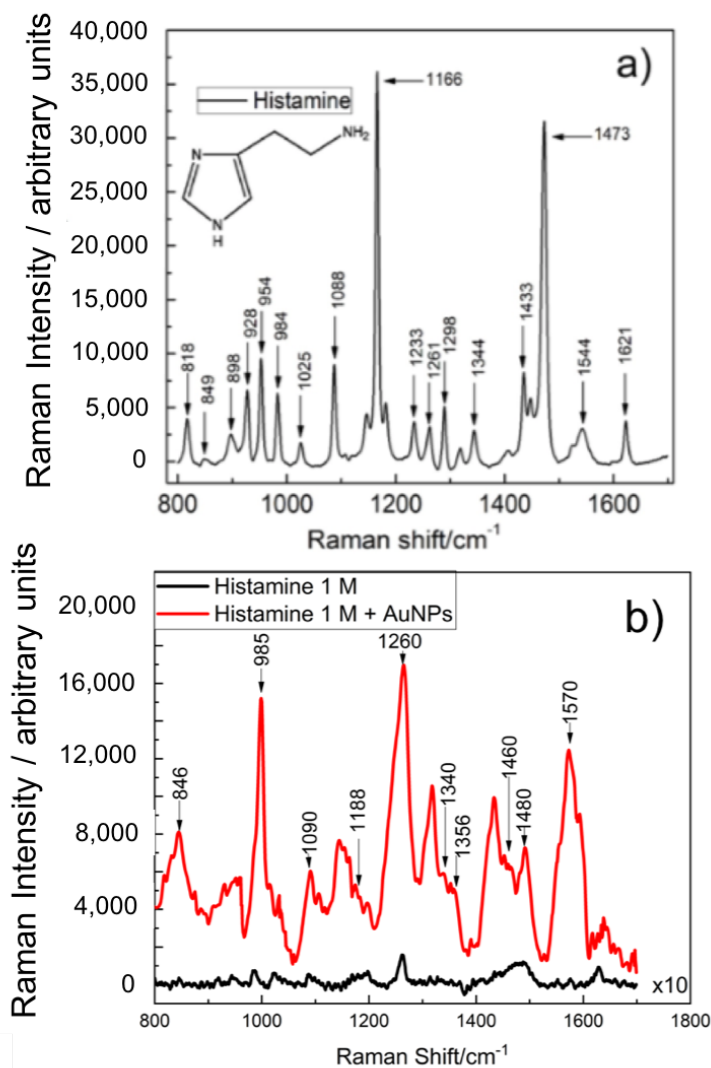 40,000
35,000
30,000
25,000
20,000
15,000
10,000
5,000
0
Raman Intensity / arbitrary units
a)
Histamine
N
NH2
N
H
1166
1473
818
849
898
928
954
984
1025
1088
1233
1261
1298
1344
1433
1544
1621
800 1000 1200 1400 1600
Raman shift/cm-1
20,000
16,000
12,000
8,000
4,000
0
Raman Intensity / arbitrary units
Histamine 1 M
Histamine 1 M + AuNPs
b)
846
985
1090
1188
1260
1340
1356
1460
1480
1570
x10
800 1000 1200 1400 1600 1800
Raman Shift/cm-1